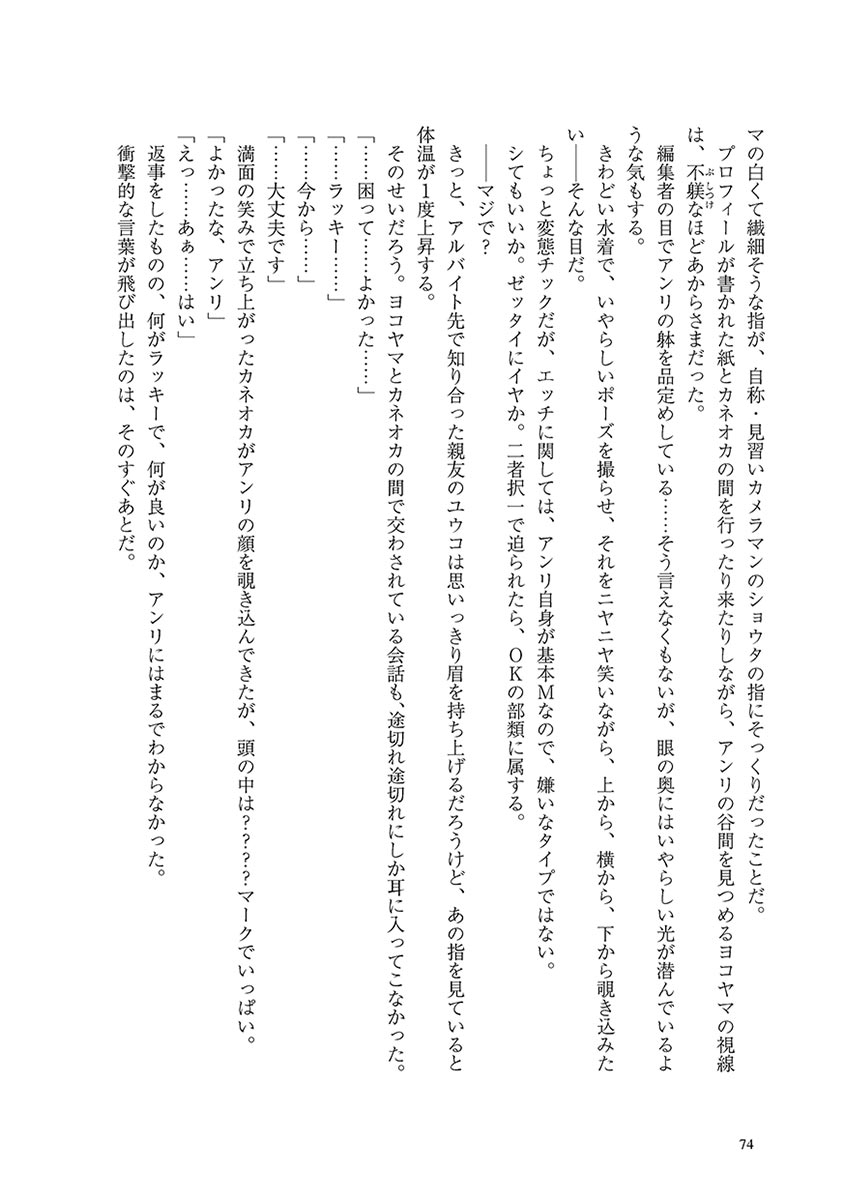 マの白くて繊細そうな指が、自称・見習いカメラマンのショウタの指にそっくりだったことだ。
　プロフィールが書かれた紙とカネオカの間を行ったり来たりしながら、アンリの谷間を見つめるヨコヤマの視線
は、不躾なほどあからさまだった。
ぶしつけ
　編集者の目でアンリの躰を品定めしている……そう言えなくもないが、眼の奥にはいやらしい光が潜んでいるよ
うな気もする。
　きわどい水着で、いやらしいポーズを撮らせ、それをニヤニヤ笑いながら、上から、横から、下から覗き込みた
い――そんな目だ。
　ちょっと変態チックだが、エッチに関しては、アンリ自身が基本Ｍなので、嫌いなタイプではない。
　シてもいいか。ゼッタイにイヤか。二者択一で迫られたら、ＯＫの部類に属する。
　――マジで？
　きっと、アルバイト先で知り合った親友のユウコは思いっきり眉を持ち上げるだろうけど、あの指を見ていると
体温が１度上昇する。
　そのせいだろう。ヨコヤマとカネオカの間で交わされている会話も、途切れ途切れにしか耳に入ってこなかった。
「……困って……よかった……」
「……ラッキー……」
「……今から……」
「……大丈夫です」
　満面の笑みで立ち上がったカネオカがアンリの顔を覗き込んできたが、頭の中は？？？？マークでいっぱい。
「よかったな、アンリ」
「えっ……あぁ……はい」
　返事をしたものの、何がラッキーで、何が良いのか、アンリにはまるでわからなかった。
　衝撃的な言葉が飛び出したのは、そのすぐあとだ。
74